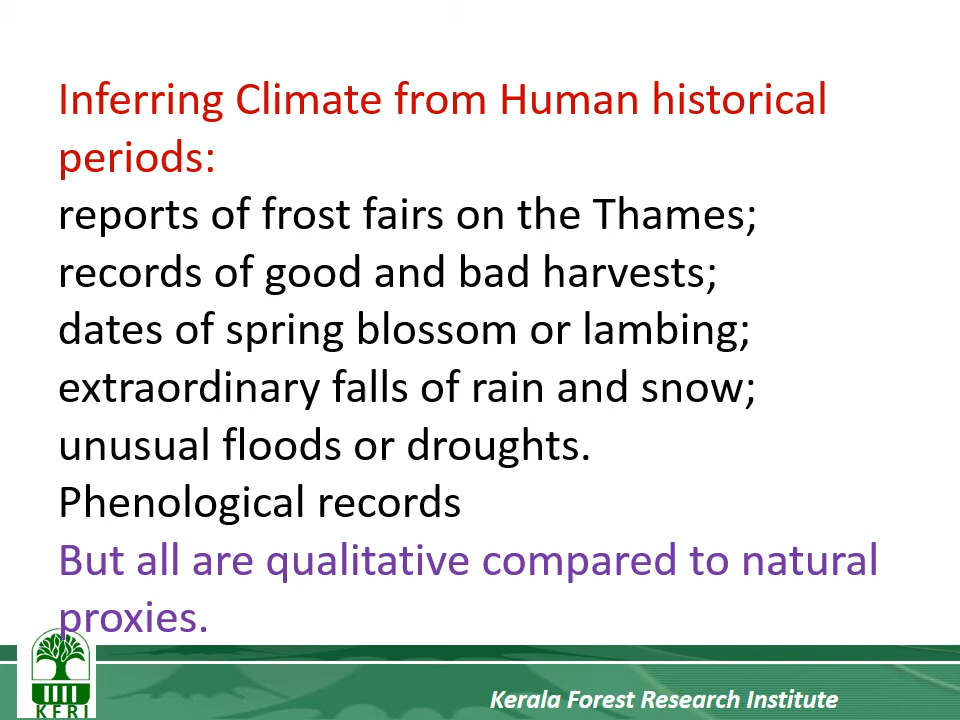 Inferring Climate from Human historical
periods:
reports of frost fairs on the Thames;
records of good and bad harvests;
dates of spring blossom or lambing;
extraordinary falls of rain and snow;
unusual floods or droughts.
Phenological records
But all are qualitative compared to natural
proxies.
KFRI
Kerala Forest Research Institute